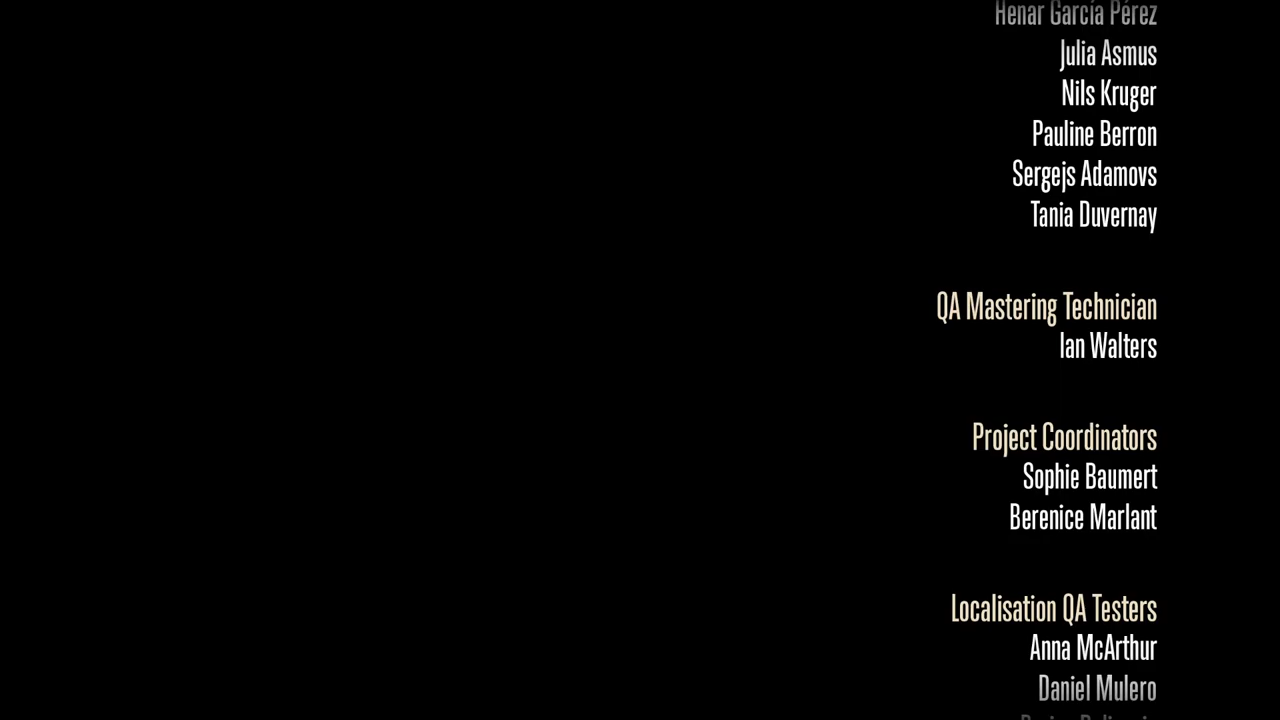 Henar García Pérez
Julia Asmus
Nils Kruger
Pauline Berron
Sergejs Adamovs
Tania Duvernay
QA Mastering Technician
Ian Walters
Project Coordinators
Sophie Baumert
Berenice Marlant
Localisation QA Testers
Anna McArthur
Daniel Mulero